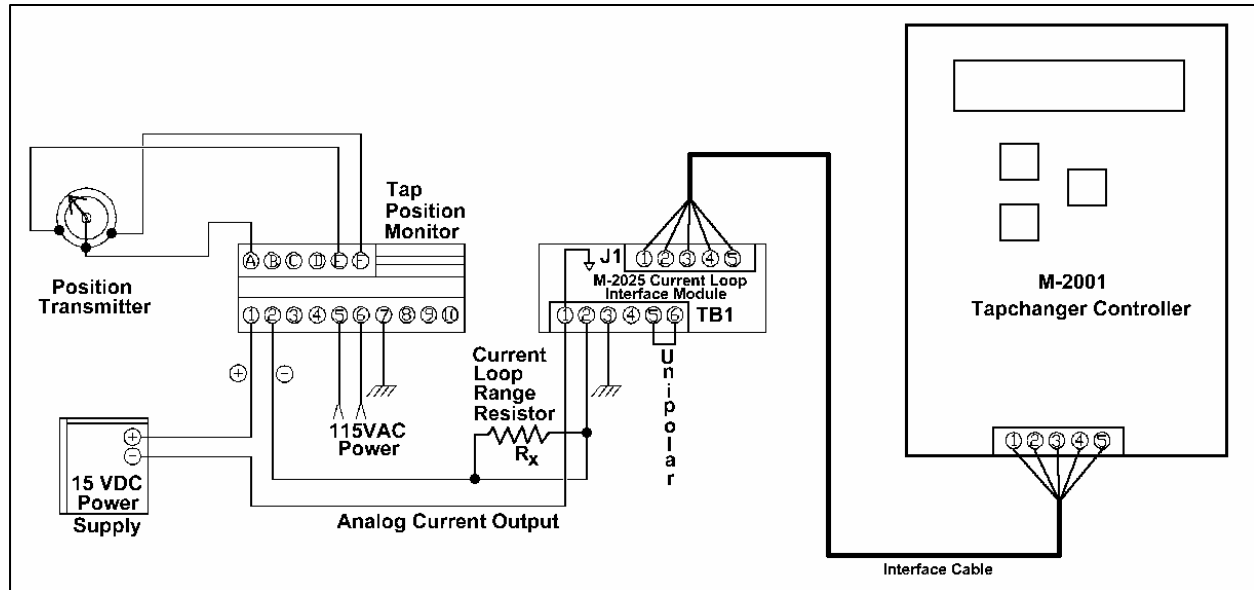 Tap
Position
Monitor
Position
Transmitter
A B C D E F
1 2 3 4 5 6 7 8 9 10
+
−
+
−
15 VDC
Power
Supply
115VAC
Power
Current
Loop
Range
Resistor
Rx
Analog Current Output
J1
1 2 3 4 5
M-2025 Current Loop
Interface Module
1 2 3 4 5 6
TB1
Unipolar
M-2001
Tapchanger Controller
1 2 3 4 5
Interface Cable